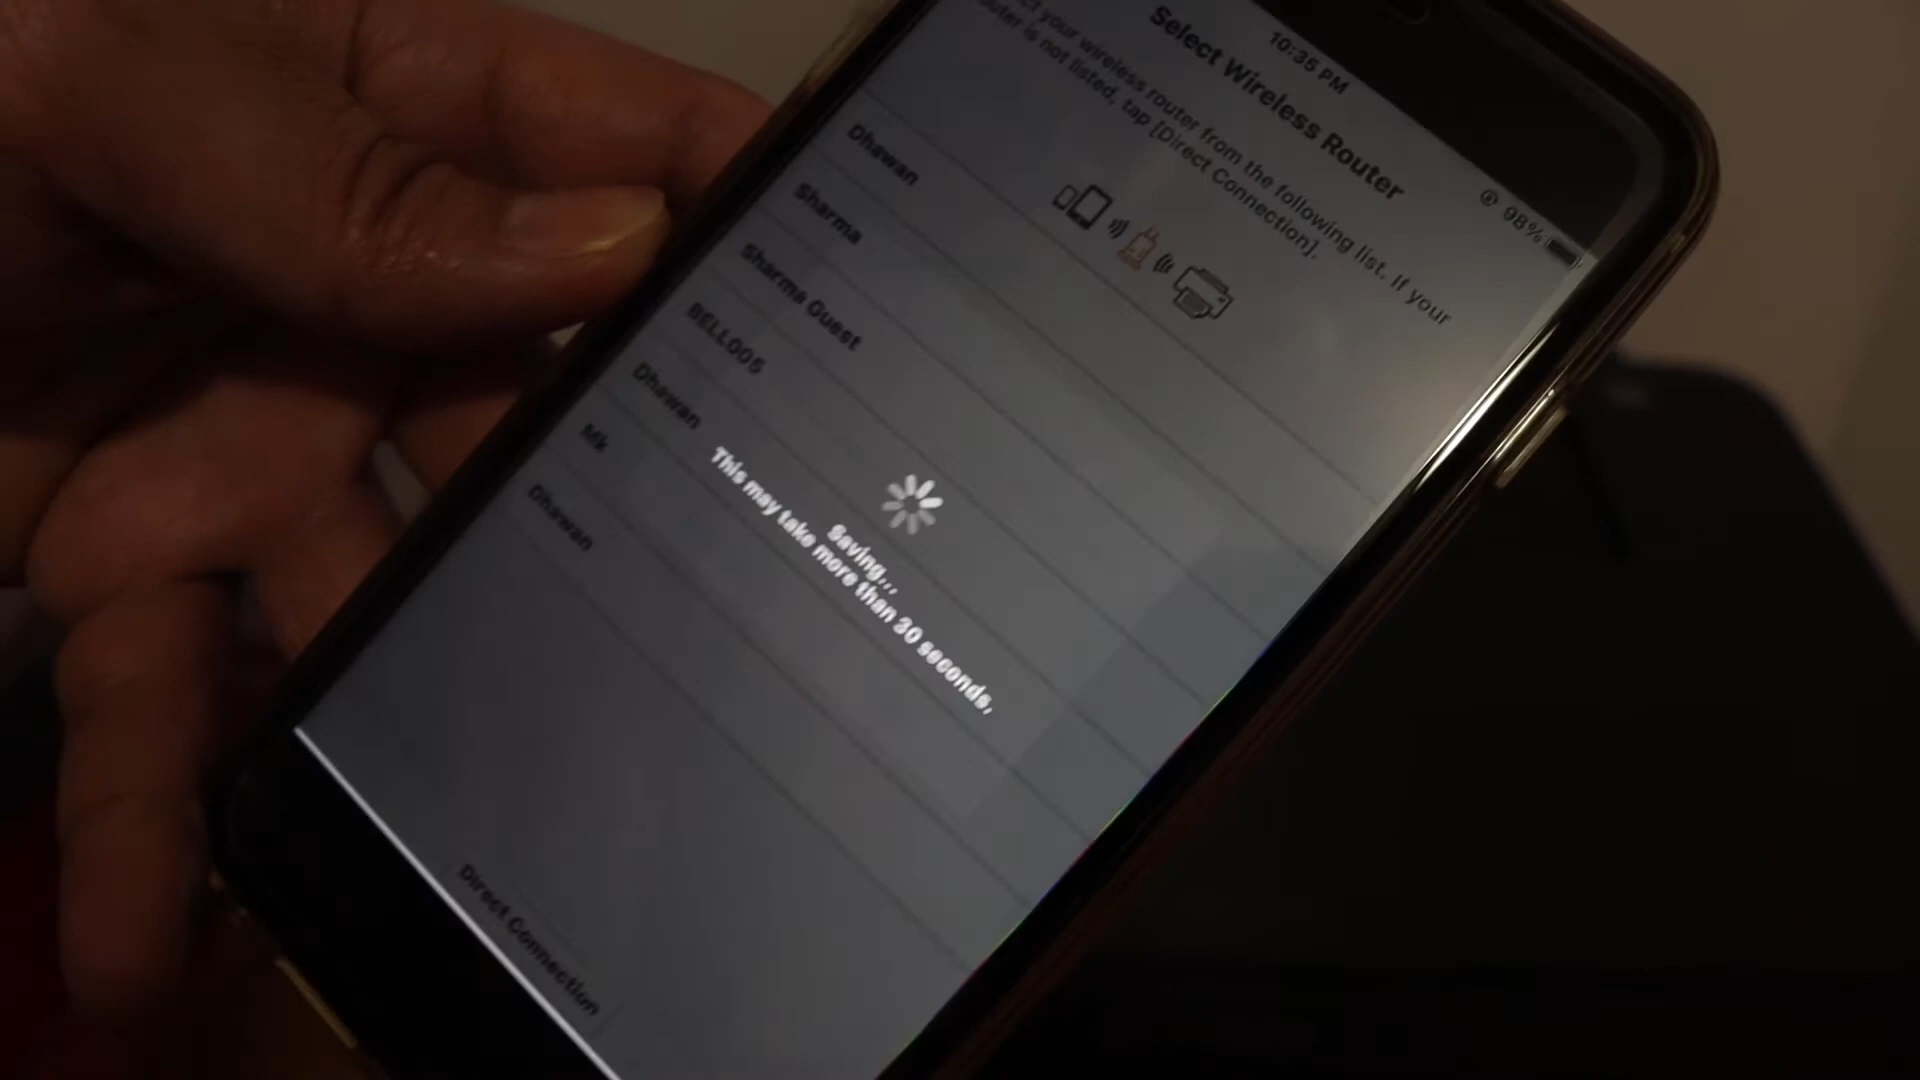 10:35 PM
98%
Select Wireless Router
your wireless router from the following list. If your
router is not listed, tap [Direct Connection].
Dhawan
Sharma
Sharma Guest
BELL005
Dhawan
Mk
Dhawan
Saving...
This may take more than 30 seconds.
Direct Connection